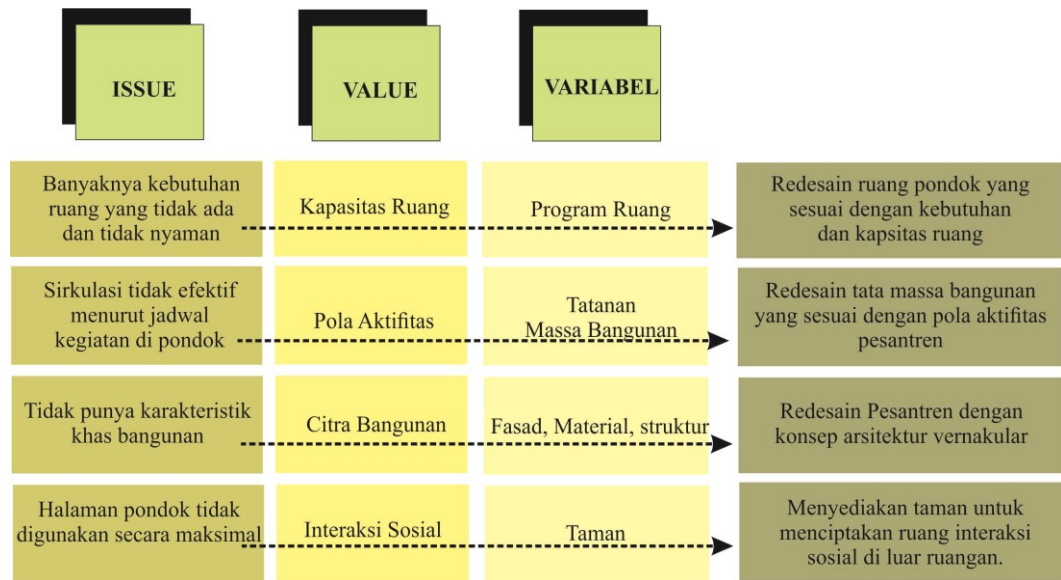 ISSUE
VALUE
VARIABEL
Banyaknya kebutuhan
ruang yang tidak ada
dan tidak nyaman
Kapasitas Ruang
Program Ruang
Redesain ruang pondok yang
sesuai dengan kebutuhan
dan kapsitas ruang
Sirkulasi tidak efektif
menurut jadwal
kegiatan di pondok
Pola Aktifitas
Tatanan
Massa Bangunan
Redesain tata massa bangunan
yang sesuai dengan pola aktifitas
pesantren
Tidak punya karakteristik
khas bangunan
Citra Bangunan
Fasad, Material, struktur
Redesain Pesantren dengan
konsep arsitektur vernakular
Halaman pondok tidak
digunakan secara maksimal
Interaksi Sosial
Taman
Menyediakan taman untuk
menciptakan ruang interaksi
sosial di luar ruangan.